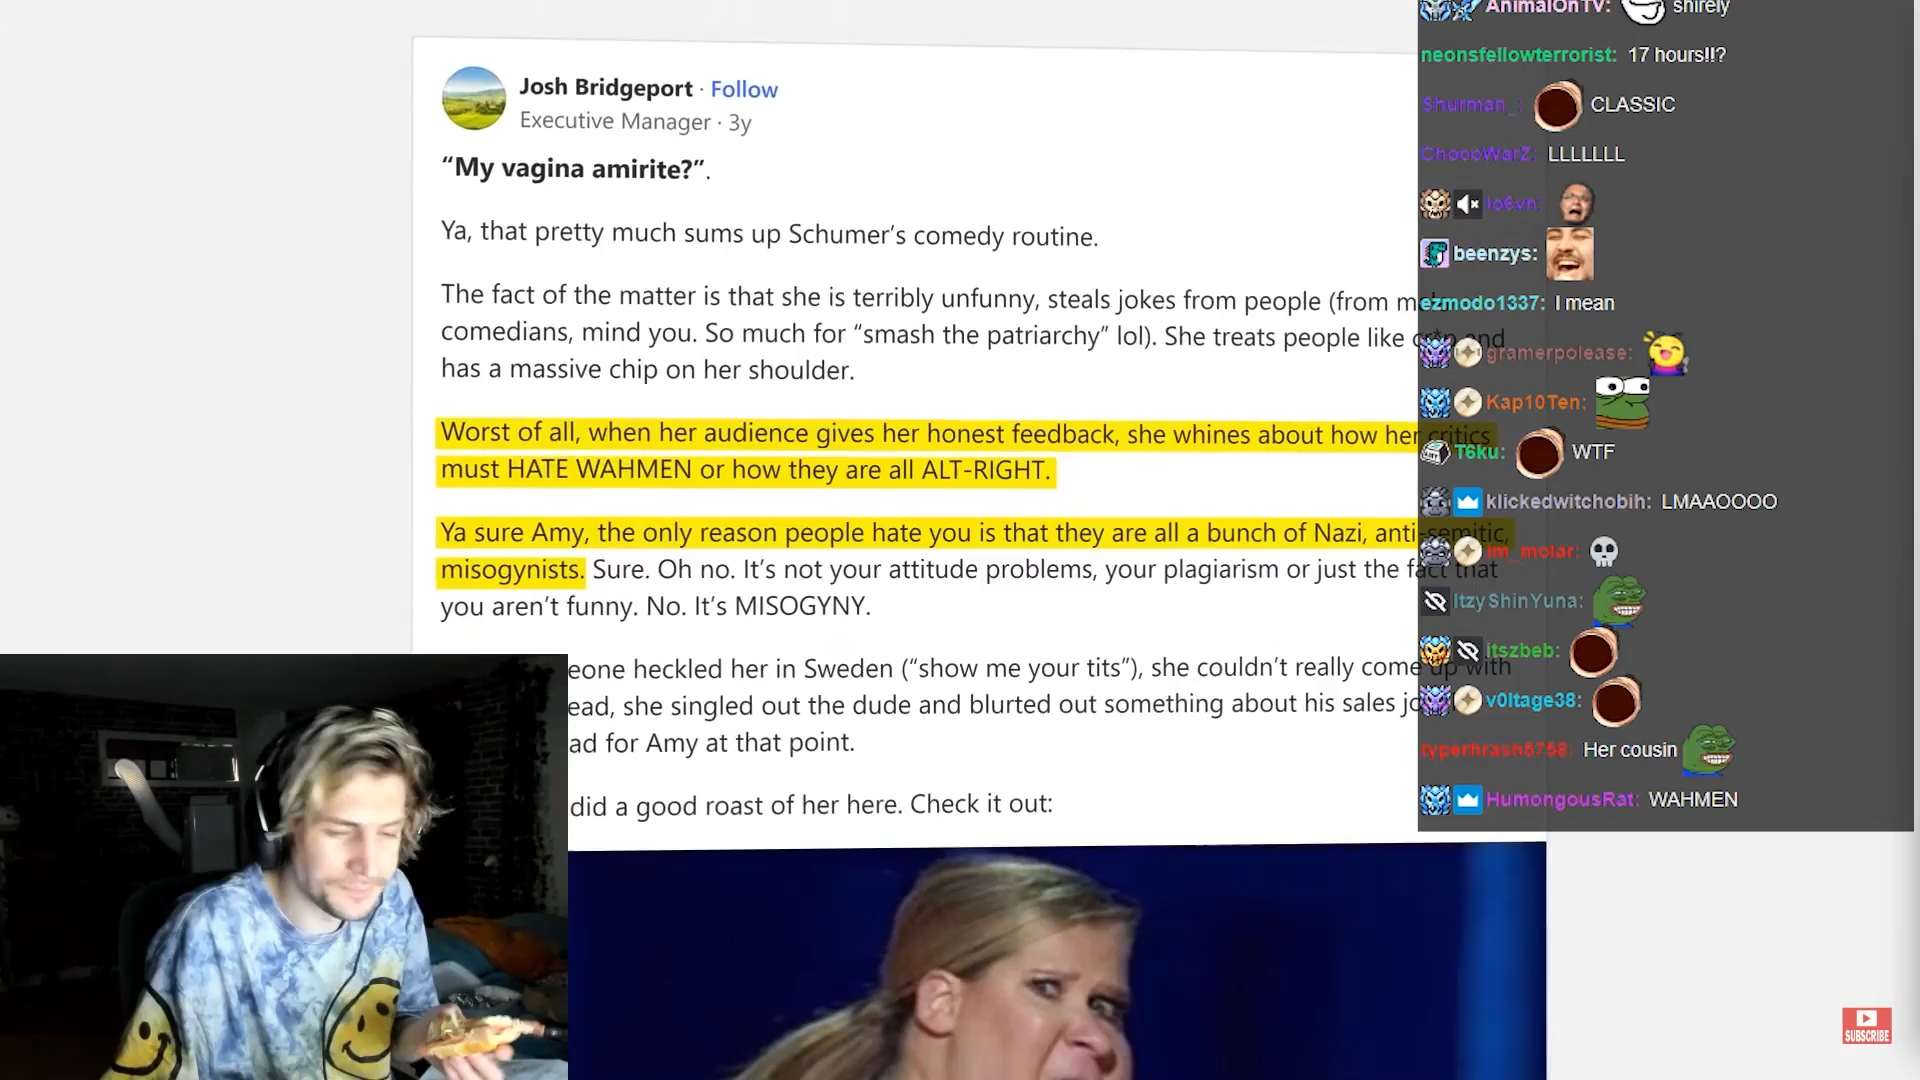 Josh Bridgeport · Follow
Executive Manager · 3y
“My vagina amirite?”.
Ya, that pretty much sums up Schumer’s comedy routine.
The fact of the matter is that she is terribly unfunny, steals jokes from people (from
comedians, mind you. So much for “smash the patriarchy” lol). She treats people like cr*p and
has a massive chip on her shoulder.
Worst of all, when her audience gives her honest feedback, she whines about how her critics
must HATE WAHMEN or how they are all ALT-RIGHT.
Ya sure Amy, the only reason people hate you is that they are all a bunch of Nazi, anti-semitic,
misogynists. Sure. Oh no. It’s not your attitude problems, your plagiarism or just the fact that
you aren’t funny. No. It’s MISOGYNY.
eone heckled her in Sweden (“show me your tits”), she couldn’t really come up with
ead, she singled out the dude and blurted out something about his sales
ad for Amy at that point.
did a good roast of her here. Check it out:
AnimalOnTV: shirely
neonsfellowterrorist: 17 hours!!?
Shurman_: CLASSIC
ChocoWarZ: LLLLLLL
lo6vn:
beenzys:
ezmodo1337: I mean
gramerpolease:
Kap10Ten:
T6ku: WTF
klickedwitchobih: LMAAOOOO
im_molar:
ItzyShinYuna:
itszbeb:
v0ltage38:
typerhrash5758: Her cousin
HumongousRat: WAHMEN
SUBSCRIBE